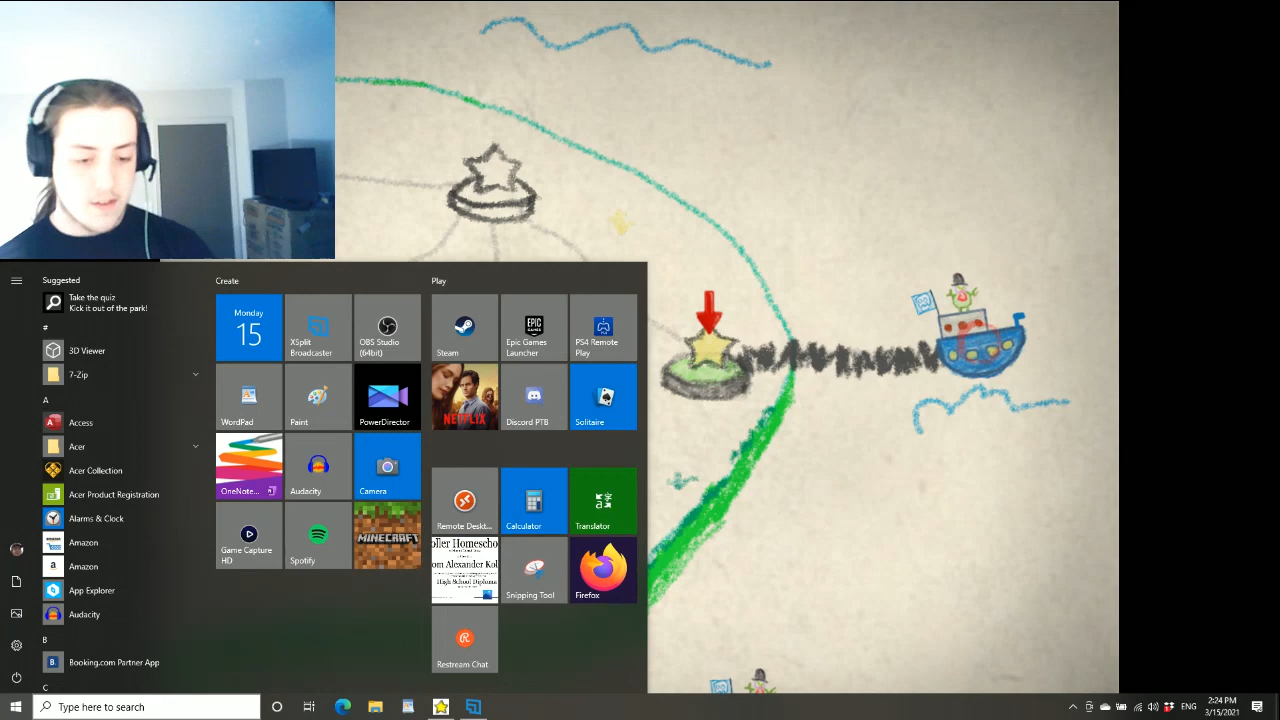 Suggested
Take the quiz
Kick it out of the park!
#
3D Viewer
7-Zip
A
Access
Acer
Acer Collection
Acer Product Registration
Alarms & Clock
Amazon
Amazon
App Explorer
Audacity
B
Booking.com Partner App
C
Create
Monday
15
XSplit
Broadcaster
OBS Studio
(64bit)
WordPad
Paint
PowerDirector
OneNote...
Audacity
Camera
Game Capture
HD
Spotify
MINECRAFT
Play
Steam
EPIC
GAMES
Epic Games
Launcher
PS4 Remote
Play
NETFLIX
Discord PTB
Solitaire
Remote Deskt...
Calculator
Translator
oller Homescho
om Alexander Kol
High School Diploma
Snipping Tool
Firefox
Restream Chat
Type here to search
ENG
2:24 PM
3/15/2021